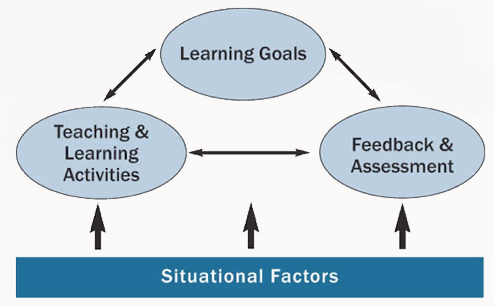 Learning Goals
Teaching &
Learning
Activities
Feedback &
Assessment
Situational Factors